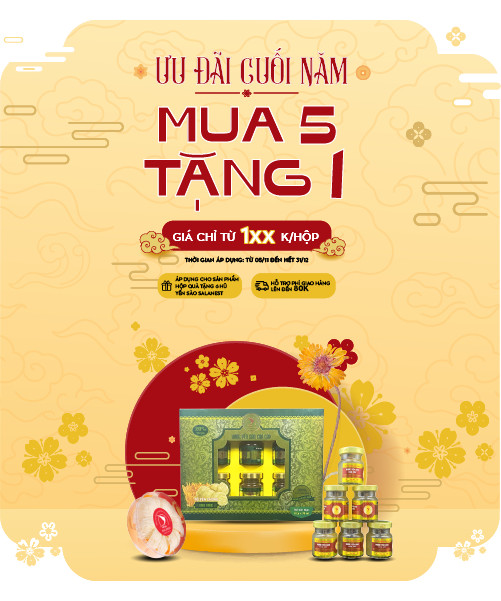 ƯU ĐÃI CUỐI NĂM
MUA 5
TẶNG 1
GIÁ CHỈ TỪ 1XX K/HỘP
THỜI GIAN ÁP DỤNG: TỪ 05/11 ĐẾN HẾT 31/12
ÁP DỤNG CHO SẢN PHẨM
HỘP QUÀ TẶNG 6 HŨ
YẾN SÀO SALANEST
HỖ TRỢ PHÍ GIAO HÀNG
LÊN ĐẾN 80K